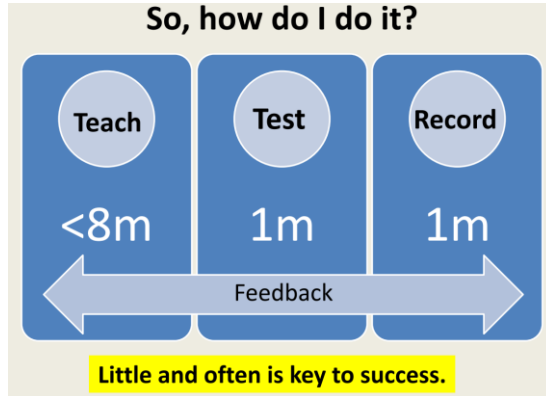 So, how do I do it?
Teach Test Record
<8m 1m 1m
Feedback
Little and often is key to success.